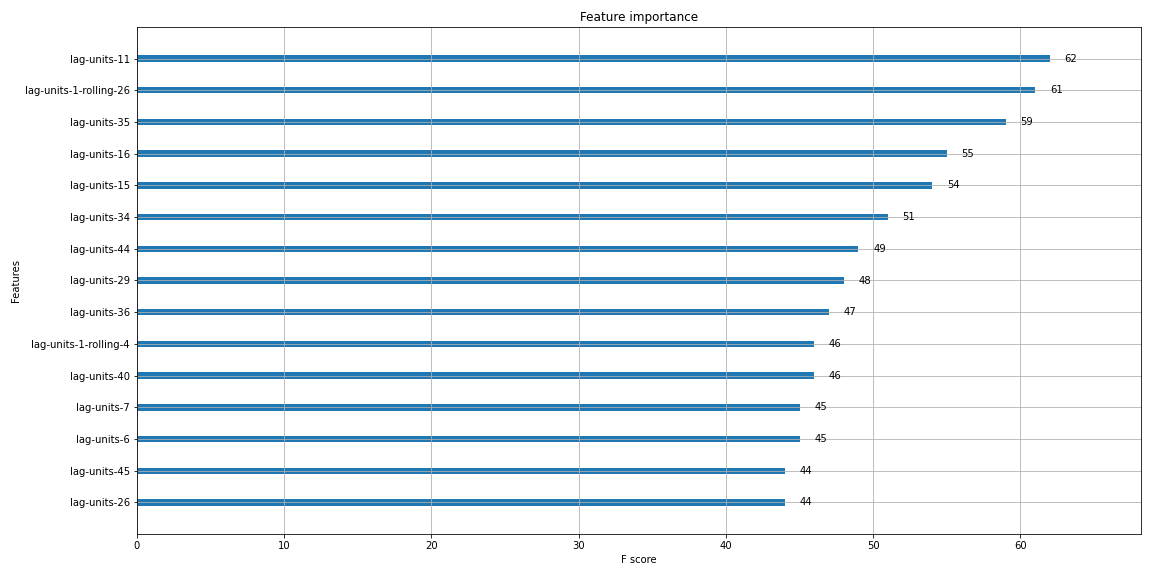 Feature importance
lag-units-11 62
lag-units-1-rolling-26 61
lag-units-35 59
lag-units-16 55
lag-units-15 54
lag-units-34 51
lag-units-44 49
lag-units-29 48
lag-units-36 47
lag-units-1-rolling-4 46
lag-units-40 46
lag-units-7 45
lag-units-6 45
lag-units-45 44
lag-units-26 44
Features
0 10 20 30 40 50 60
F score